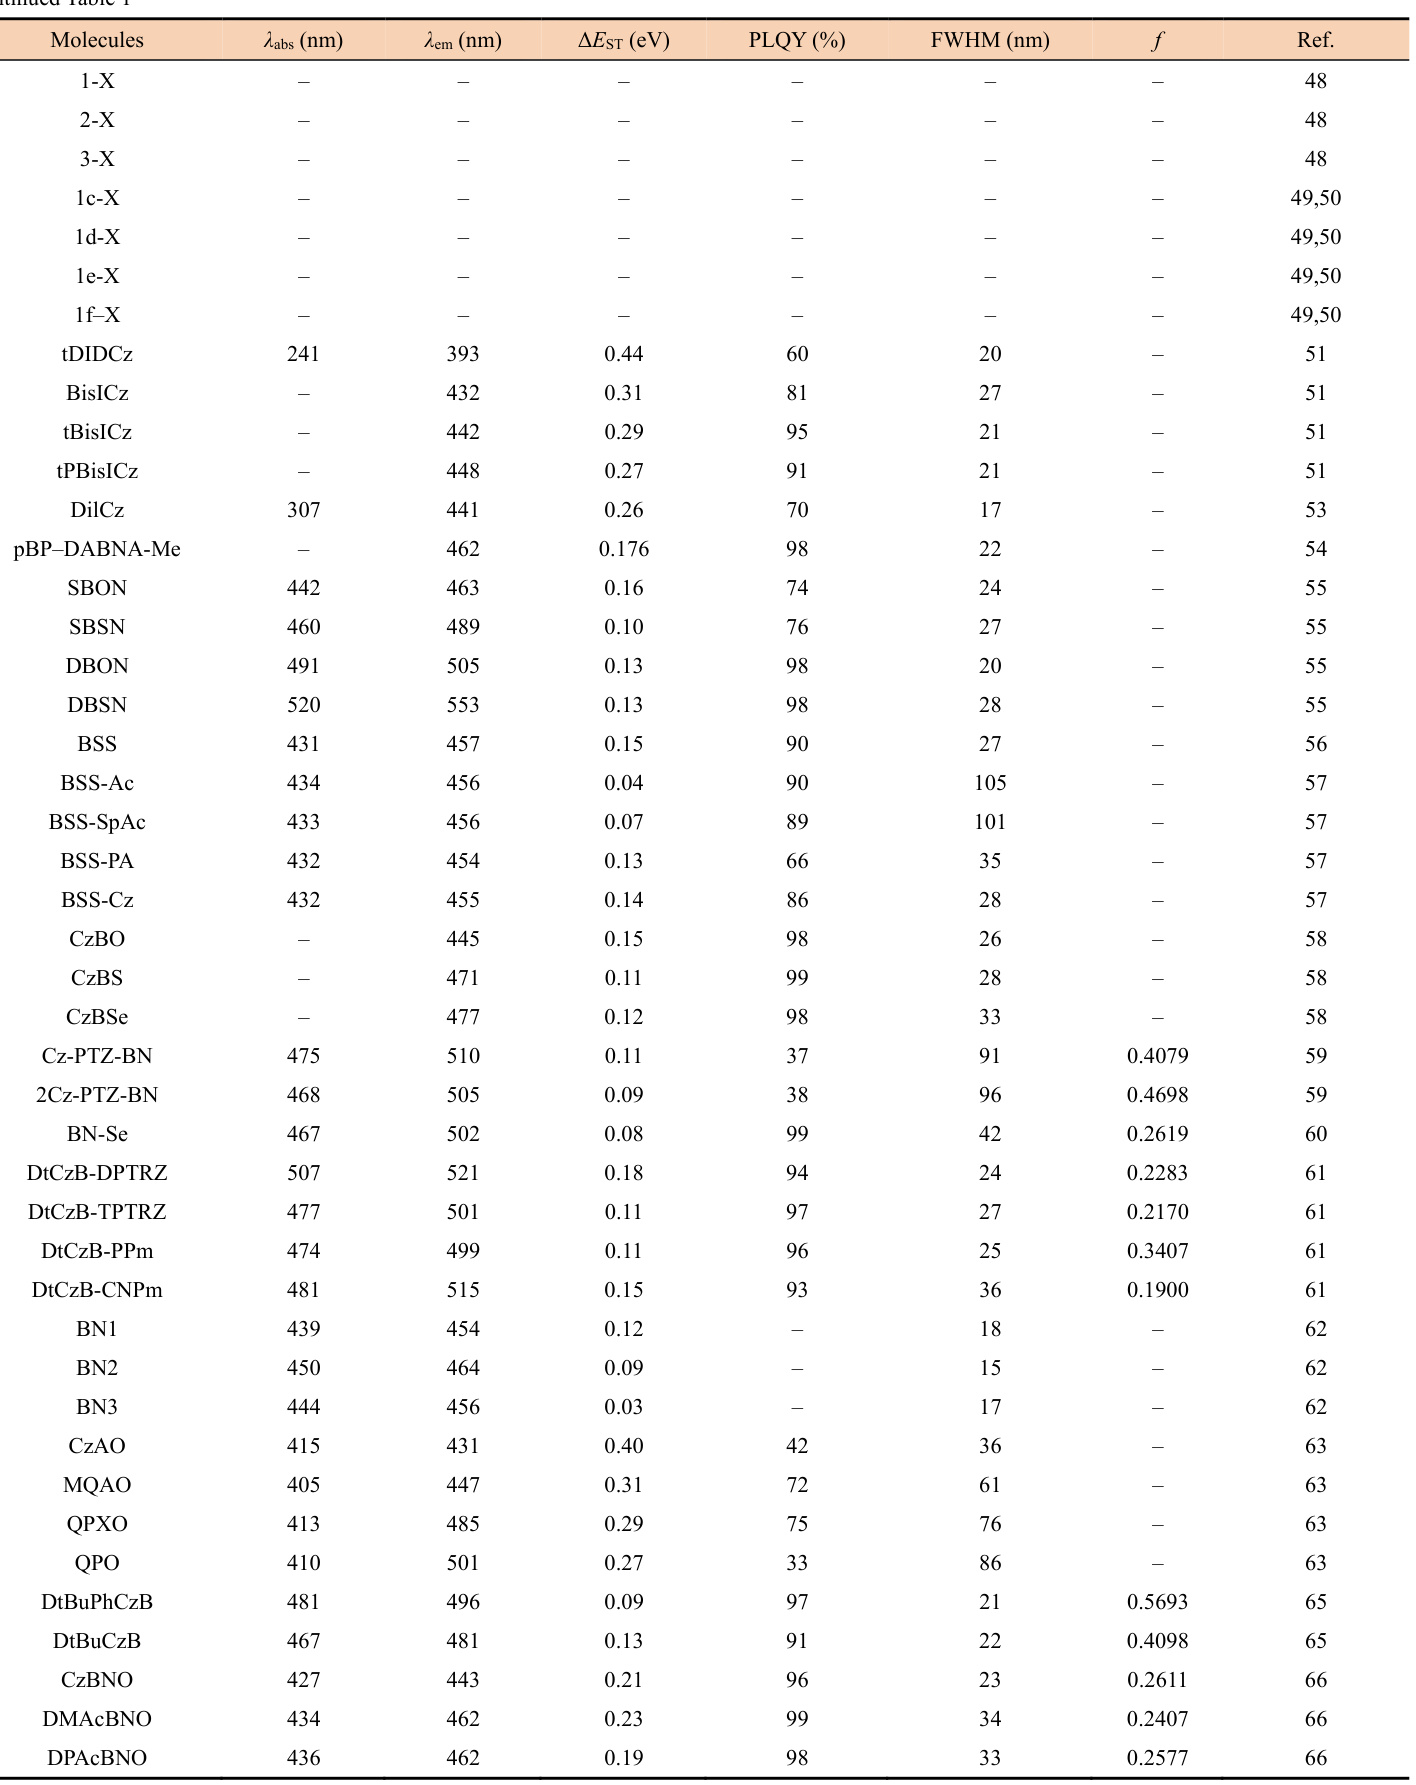 Table 1
Molecules λabs (nm) λem (nm) ΔEST (eV) PLQY (%) FWHM (nm) f Ref.
1-X – – – – – – 48
2-X – – – – – – 48
3-X – – – – – – 48
1c-X – – – – – – 49,50
1d-X – – – – – – 49,50
1e-X – – – – – – 49,50
1f–X – – – – – – 49,50
tDIDCz 241 393 0.44 60 20 – 51
BisICz – 432 0.31 81 27 – 51
tBisICz – 442 0.29 95 21 – 51
tPBisICz – 448 0.27 91 21 – 51
DilCz 307 441 0.26 70 17 – 53
pBP–DABNA-Me – 462 0.176 98 22 – 54
SBON 442 463 0.16 74 24 – 55
SBSN 460 489 0.10 76 27 – 55
DBON 491 505 0.13 98 20 – 55
DBSN 520 553 0.13 98 28 – 55
BSS 431 457 0.15 90 27 – 56
BSS-Ac 434 456 0.04 90 105 – 57
BSS-SpAc 433 456 0.07 89 101 – 57
BSS-PA 432 454 0.13 66 35 – 57
BSS-Cz 432 455 0.14 86 28 – 57
CzBO – 445 0.15 98 26 – 58
CzBS – 471 0.11 99 28 – 58
CzBSe – 477 0.12 98 33 – 58
Cz-PTZ-BN 475 510 0.11 37 91 0.4079 59
2Cz-PTZ-BN 468 505 0.09 38 96 0.4698 59
BN-Se 467 502 0.08 99 42 0.2619 60
DtCzB-DPTRZ 507 521 0.18 94 24 0.2283 61
DtCzB-TPTRZ 477 501 0.11 97 27 0.2170 61
DtCzB-PPm 474 499 0.11 96 25 0.3407 61
DtCzB-CNPm 481 515 0.15 93 36 0.1900 61
BN1 439 454 0.12 – 18 – 62
BN2 450 464 0.09 – 15 – 62
BN3 444 456 0.03 – 17 – 62
CzAO 415 431 0.40 42 36 – 63
MQAO 405 447 0.31 72 61 – 63
QPXO 413 485 0.29 75 76 – 63
QPO 410 501 0.27 33 86 – 63
DtBuPhCzB 481 496 0.09 97 21 0.5693 65
DtBuCzB 467 481 0.13 91 22 0.4098 65
CzBNO 427 443 0.21 96 23 0.2611 66
DMAcBNO 434 462 0.23 99 34 0.2407 66
DPAcBNO 436 462 0.19 98 33 0.2577 66